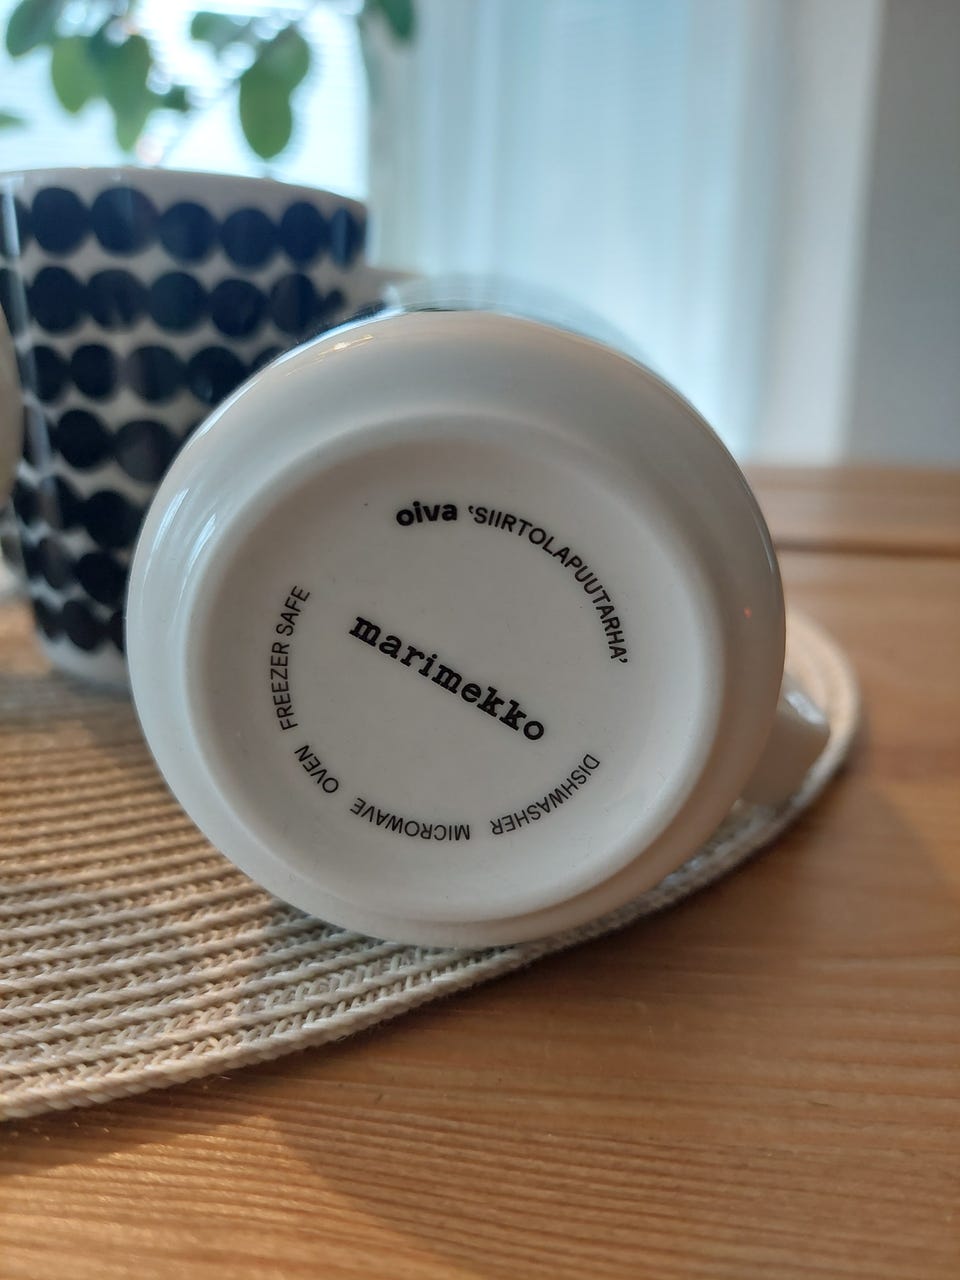 oiva 'SIIRTOLAPUUTARHA'
marimekko
DISHWASHER MICROWAVE OVEN FREEZER SAFE